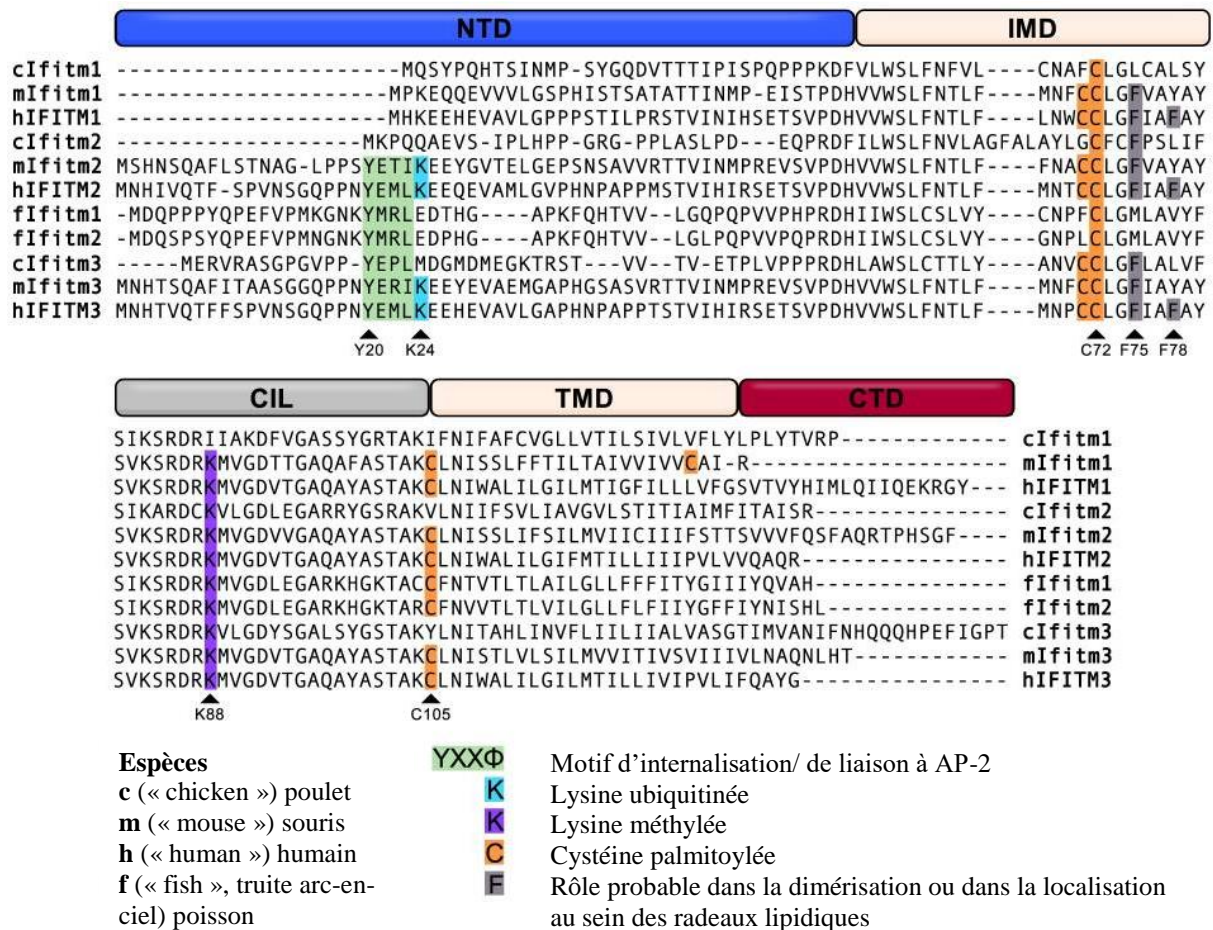 NTD IMD
cIfitm1 ----------------------MQSYPQHTSINMP-SYGQDVTTTIPISPQPPPKDFVLWSLFNFVL----CNAFCLGLCALSY
mIfitm1 ---------------------MPKEQQEVVVLGSPHISTSATATTINMP-EISTPDHVVWSLFNTLF----MNFCCLGFVAYAY
hIFITM1 ---------------------MHKEEHEVAVLGPPPSTILPRSTVINIHSETSVPDHVVWSLFNTLF----LNWCCLGFIAFAY
cIfitm2 -------------------MKPQQAEVS-IPLHPP-GRG-PPLASLPD--EQPRDFILWSLFNVLAGFALAYLGCFCFPSLIF
mIfitm2 MSHNSQAFLSTNAG-LPPSYETIKEEYGVTELGEPSNSAVVRTTVINMPREVSVPDHVVWSLFNTLF----FNACCLGFVAYAY
hIFITM2 MNHIVQTF-SPVNSGQPPNYEMLKEEQEVAMLGVPHNPAPPMSTVIHIRSETSVPDHVVWSLFNTLF----MNTCCLGFIAFAY
fIfitm1 -MDQPPPYQPEFVPMKGNKYMRLEDTHG----APKFQHTVV--LGQPQPVVPHPRDHIIWSLCSLVY----CNPFCLGMLAVYF
fIfitm2 -MDQSPSYQPEFVPMNGNKYMRLEDPHG----APKFQHTVV--LGLPQPVVPQPRDHIIWSLCSLVY----GNPLCLGMLAVYF
cIfitm3 -----MERVRASGPGVPP-YEPLMDGMDMEGKTRST---VV--TV-ETPLVPPPRDHLAWSLCTTLY----ANVCCLGFLALVF
mIfitm3 MNHTSQAFITAASGGQPPNYERIKEEYEVAEMGAPHGSASVRTTVINMPREVSVPDHVVWSLFNTLF----MNFCCLGFIAYAY
hIFITM3 MNHTVQTFFSPVNSGQPPNYEMLKEEHEVAVLGAPHNPAPPTSTVIHIRSETSVPDHVVWSLFNTLF----MNPCCLGFIAFAY
Y20 K24 C72 F75 F78
CIL TMD CTD
SIKSRDRIIAKDFVGASSYGRTAKIFNIFAFCVGLLVTILSIVLVFLYLPLYTVRP------------- cIfitm1
SVKSRDRKMVGDTTGAQAFASTAKCLNISSLFFTILTAIVVIVVCAI-R-------------------- mIfitm1
SVKSRDRKMVGDVTGAQAYASTAKCLNIWALILGILMTIGFILLLVFGSVTVYHIMLQIIQEKRGY--- hIFITM1
SIKARDCKVLGDLEGARRYGSRAKVLNIIFSVLIAVGVLSTITIAIMFITAISR--------------- cIfitm2
SVKSRDRKMVGDVVGAQAYASTAKCLNISSLIFSILMVIICIIIFSTTSVVVFQSFAQRTPHSGF---- mIfitm2
SVKSRDRKMVGDVTGAQAYASTAKCLNIWALILGIFMTILLIIIPVLVVQAQR---------------- hIFITM2
SIKSRDRKMVGDLEGARKHGKTACCFNTVTLTLAILGLLFFFITYGIIIYQVAH--------------- fIfitm1
SIKSRDRKMVGDLEGARKHGKTARCFNVVTLTLVILGLLFLFIIYGFFIYNISHL-------------- fIfitm2
SVKSRDRKVLGDYSGALSYGSTAKYLNITAHLINVFLIILIIALVASGTIMVANIFNHQQQHPEFIGPT cIfitm3
SVKSRDRKMVGDVTGAQAYASTAKCLNISTLVLSILMVVITIVSVIIIVLNAQNLHT------------ mIfitm3
SVKSRDRKMVGDVTGAQAYASTAKCLNIWALILGILMTILLIVIPVLIFQAYG---------------- hIFITM3
K88 C105
Espèces YXXΦ Motif d’internalisation/ de liaison à AP-2
c (« chicken ») poulet K Lysine ubiquitinée
m (« mouse ») souris K Lysine méthylée
h (« human ») humain C Cystéine palmitoylée
f (« fish », truite arc-en- F Rôle probable dans la dimérisation ou dans la localisation
ciel) poisson au sein des radeaux lipidiques